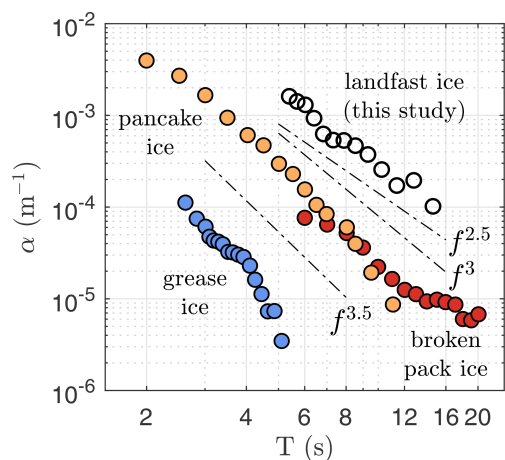 10^-2
10^-3
10^-4
10^-5
10^-6
α (m^-1)
landfast ice
(this study)
pancake
ice
f^2.5
f^3
grease
ice
f^3.5
broken
pack ice
2 4 6 8 12 16 20
T (s)